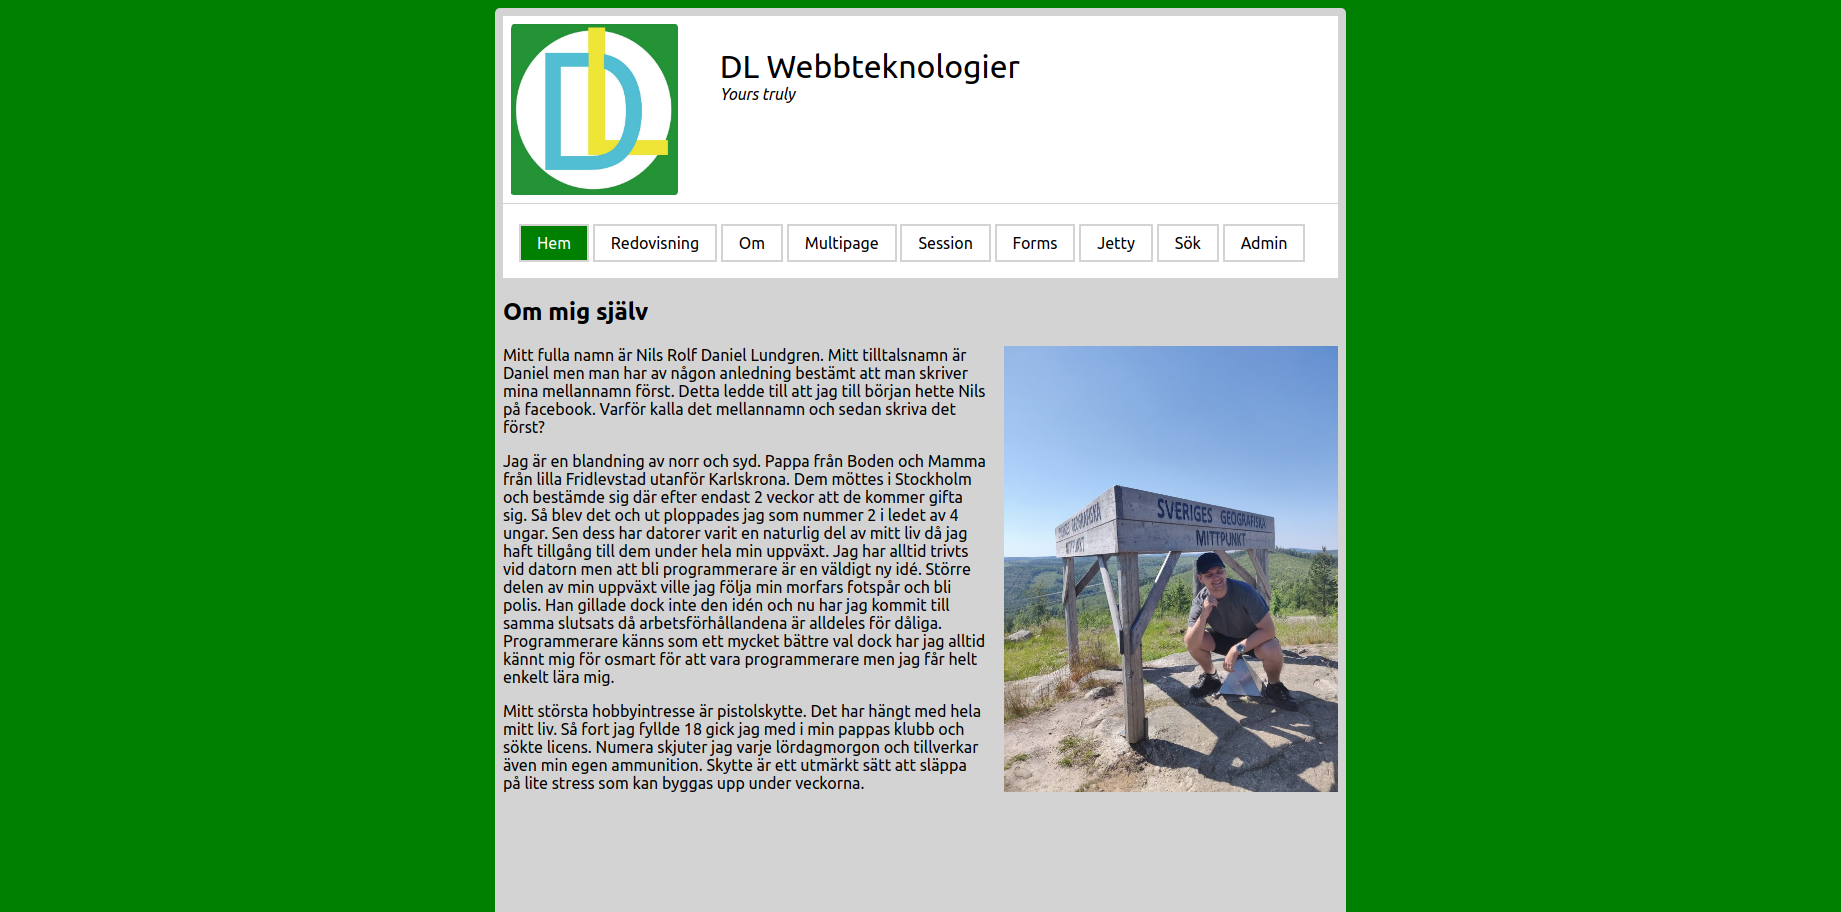 DL
DL Webbteknologier
Yours truly
Hem Redovisning Om Multipage Session Forms Jetty Sök Admin
Om mig själv
Mitt fulla namn är Nils Rolf Daniel Lundgren. Mitt tilltalsnamn är
Daniel men man har av någon anledning bestämt att man skriver
mina mellannamn först. Detta ledde till att jag till början hette Nils
på facebook. Varför kalla det mellannamn och sedan skriva det
först?
Jag är en blandning av norr och syd. Pappa från Boden och Mamma
från lilla Fridlevstad utanför Karlskrona. Dem möttes i Stockholm
och bestämde sig där efter endast 2 veckor att de kommer gifta
sig. Så blev det och ut ploppades jag som nummer 2 i ledet av 4
ungar. Sen dess har datorer varit en naturlig del av mitt liv då jag
haft tillgång till dem under hela min uppväxt. Jag har alltid trivts
vid datorn men att bli programmerare är en väldigt ny idé. Större
delen av min uppväxt ville jag följa min morfars fotspår och bli
polis. Han gillade dock inte den idén och nu har jag kommit till
samma slutsats då arbetsförhållandena är alldeles för dåliga.
Programmerare känns som ett mycket bättre val dock har jag alltid
kännt mig för osmart för att vara programmerare men jag får helt
enkelt lära mig.
Mitt största hobbyintresse är pistolskytte. Det har hängt med hela
mitt liv. Så fort jag fyllde 18 gick jag med i min pappas klubb och
sökte licens. Numera skjuter jag varje lördagmorgon och tillverkar
även min egen ammunition. Skytte är ett utmärkt sätt att släppa
på lite stress som kan byggas upp under veckorna.
SVERIGES GEOGRAFISKA
MITTPUNKT